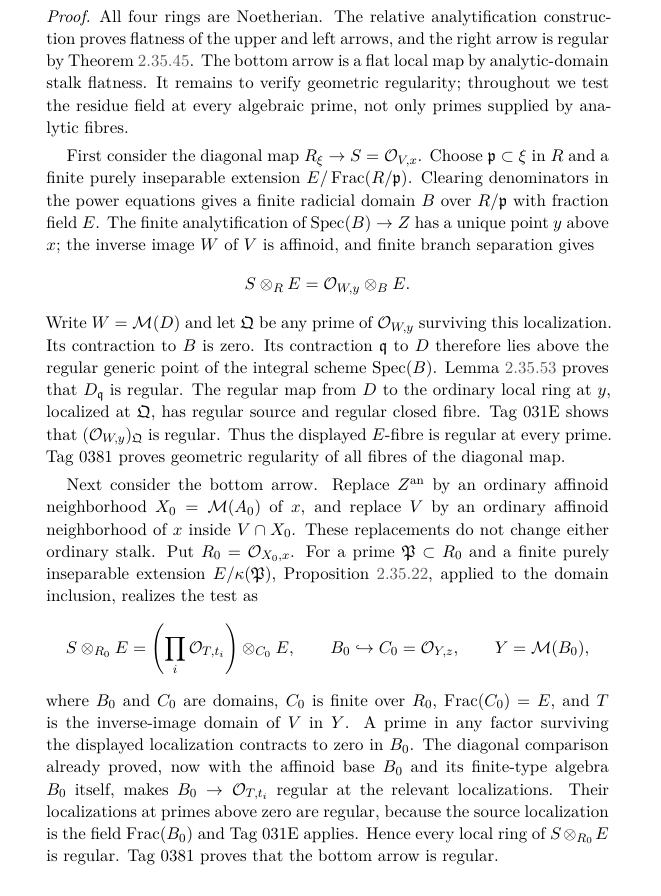 Proof. All four rings are Noetherian. The relative analytification construc-
tion proves flatness of the upper and left arrows, and the right arrow is regular
by Theorem 2.35.45. The bottom arrow is a flat local map by analytic-domain
stalk flatness. It remains to verify geometric regularity; throughout we test
the residue field at every algebraic prime, not only primes supplied by ana-
lytic fibres.
First consider the diagonal map R_ξ → S = 𝒪_{V,x}. Choose 𝔭 ⊂ ξ in R and a
finite purely inseparable extension E/ Frac(R/𝔭). Clearing denominators in
the power equations gives a finite radicial domain B over R/𝔭 with fraction
field E. The finite analytification of Spec(B) → Z has a unique point y above
x; the inverse image W of V is affinoid, and finite branch separation gives
S ⊗_R E = 𝒪_{W,y} ⊗_B E.
Write W = ℳ(D) and let 𝔔 be any prime of 𝒪_{W,y} surviving this localization.
Its contraction to B is zero. Its contraction 𝔮 to D therefore lies above the
regular generic point of the integral scheme Spec(B). Lemma 2.35.53 proves
that D_𝔮 is regular. The regular map from D to the ordinary local ring at y,
localized at 𝔔, has regular source and regular closed fibre. Tag 031E shows
that (𝒪_{W,y})_𝔔 is regular. Thus the displayed E-fibre is regular at every prime.
Tag 0381 proves geometric regularity of all fibres of the diagonal map.
Next consider the bottom arrow. Replace Z^{an} by an ordinary affinoid
neighborhood X_0 = ℳ(A_0) of x, and replace V by an ordinary affinoid
neighborhood of x inside V ∩ X_0. These replacements do not change either
ordinary stalk. Put R_0 = 𝒪_{X_0,x}. For a prime 𝔓 ⊂ R_0 and a finite purely
inseparable extension E/κ(𝔓), Proposition 2.35.22, applied to the domain
inclusion, realizes the test as
S ⊗_{R_0} E = (∏_i 𝒪_{T,t_i}) ⊗_{C_0} E, B_0 ↪ C_0 = 𝒪_{Y,z}, Y = ℳ(B_0),
where B_0 and C_0 are domains, C_0 is finite over R_0, Frac(C_0) = E, and T
is the inverse-image domain of V in Y. A prime in any factor surviving
the displayed localization contracts to zero in B_0. The diagonal comparison
already proved, now with the affinoid base B_0 and its finite-type algebra
B_0 itself, makes B_0 → 𝒪_{T,t_i} regular at the relevant localizations. Their
localizations at primes above zero are regular, because the source localization
is the field Frac(B_0) and Tag 031E applies. Hence every local ring of S ⊗_{R_0} E
is regular. Tag 0381 proves that the bottom arrow is regular.